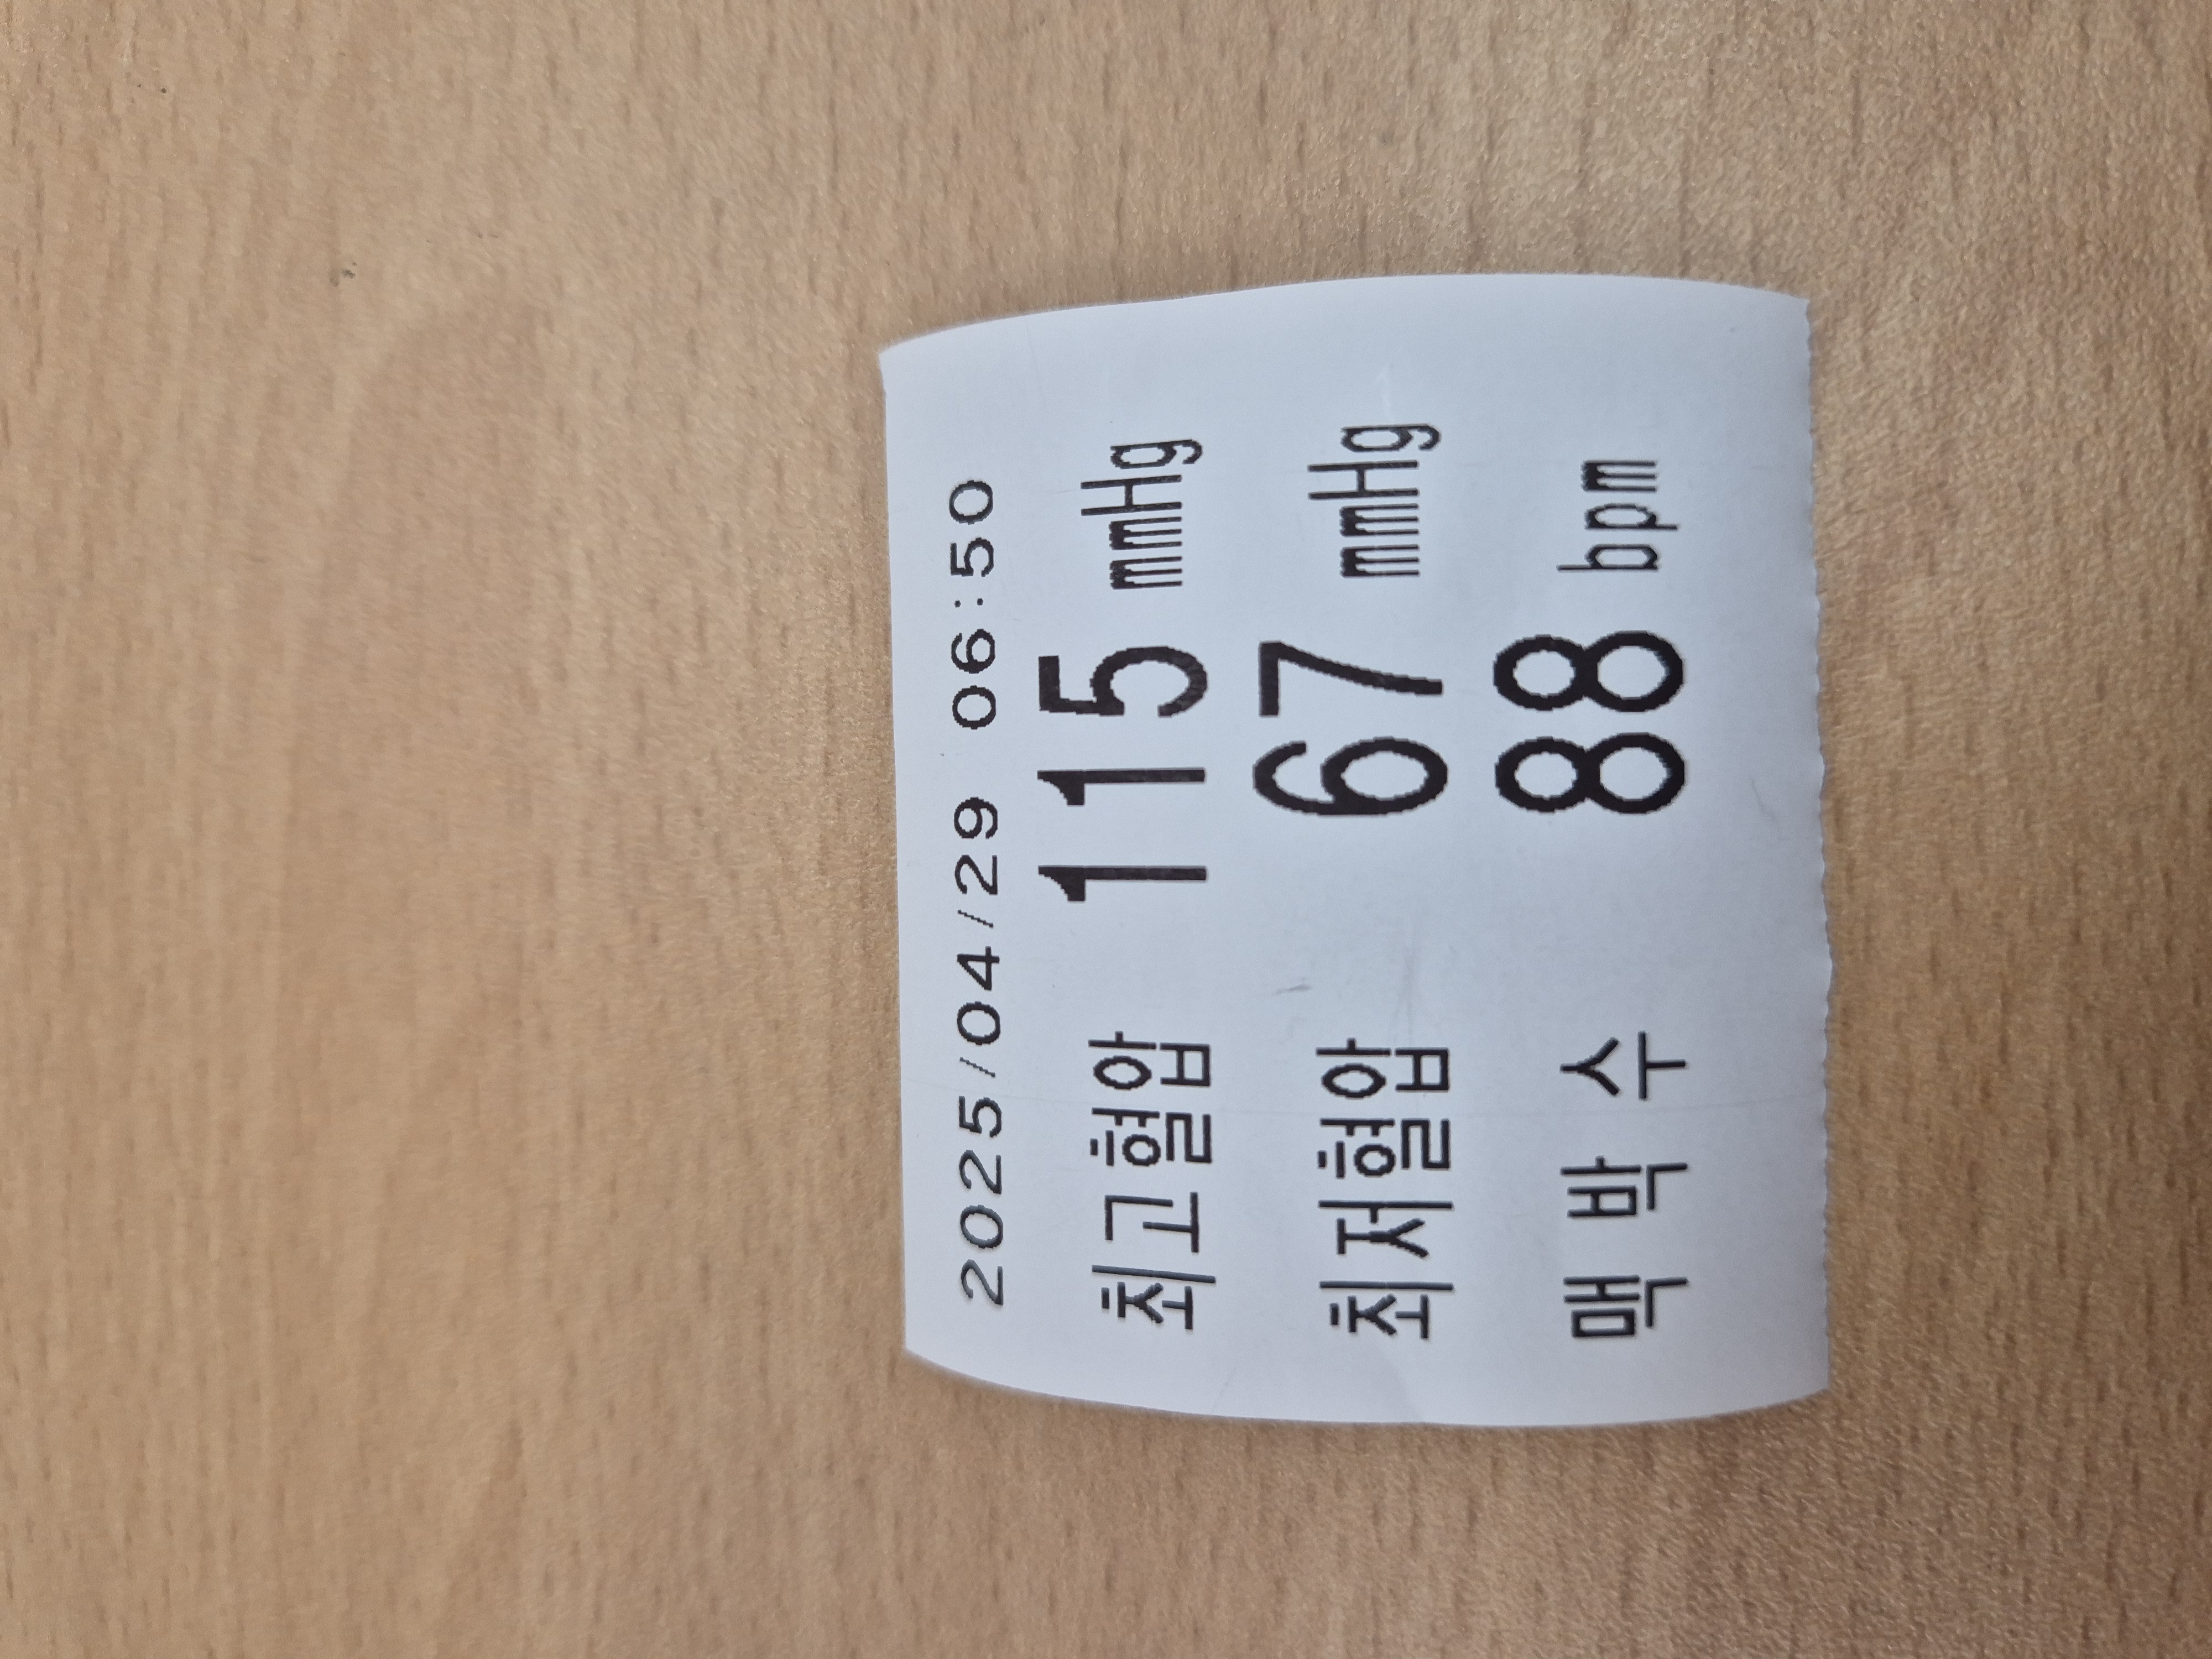 2025/04/29 06:50
최고혈압 115 mmHg
최저혈압 67 mmHg
맥 박 수 88 bpm